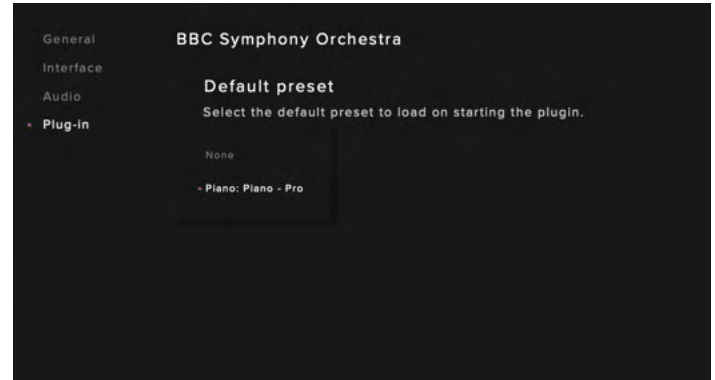 General
Interface
Audio
Plug-in
BBC Symphony Orchestra
Default preset
Select the default preset to load on starting the plugin.
None
Piano: Piano - Pro